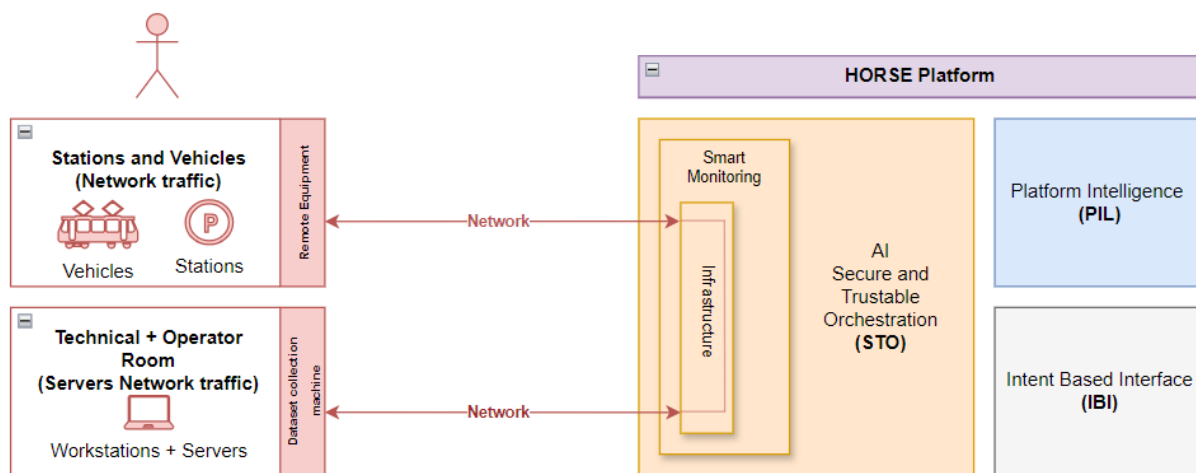 HORSE Platform
Stations and Vehicles
(Network traffic)
Vehicles
P
Stations
Remote Equipment
Network
Technical + Operator
Room
(Servers Network traffic)
Workstations + Servers
Dataset collection
machine
Network
Smart
Monitoring
Infrastructure
AI
Secure and
Trustable
Orchestration
(STO)
Platform Intelligence
(PIL)
Intent Based Interface
(IBI)